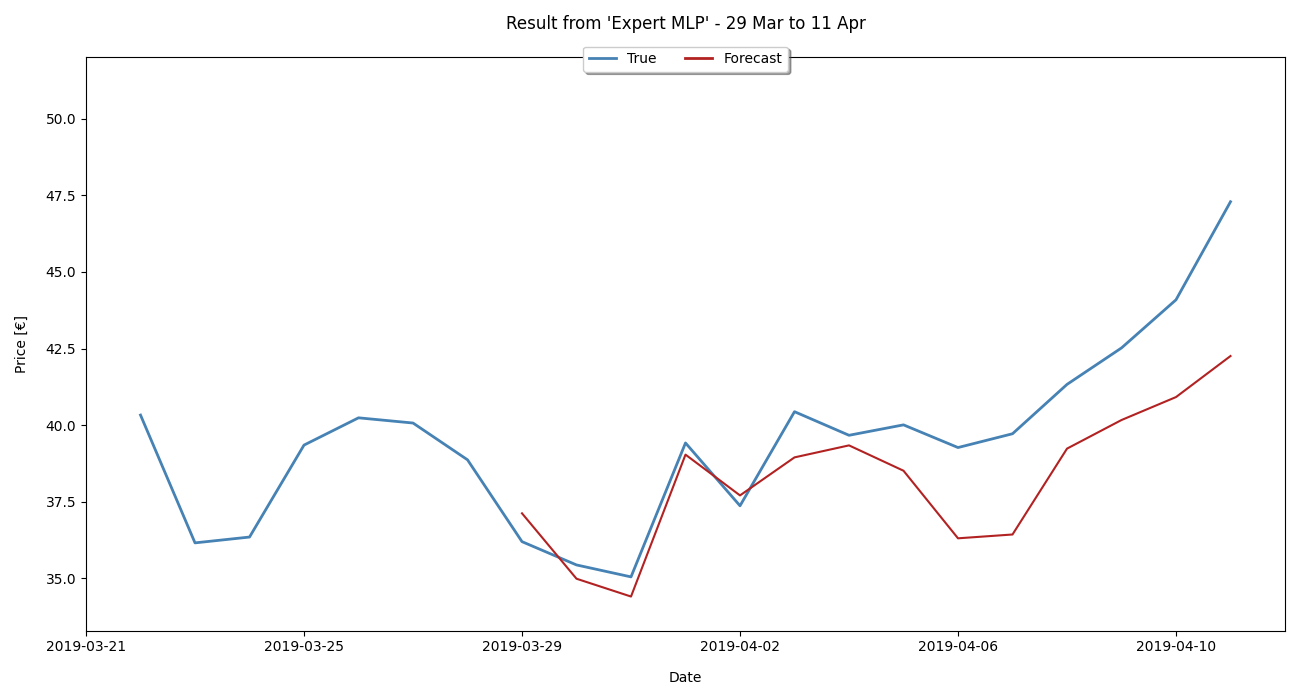 Result from 'Expert MLP' - 29 Mar to 11 Apr
True Forecast
50.0
47.5
45.0
42.5
40.0
37.5
35.0
Price [€]
2019-03-21 2019-03-25 2019-03-29 2019-04-02 2019-04-06 2019-04-10
Date